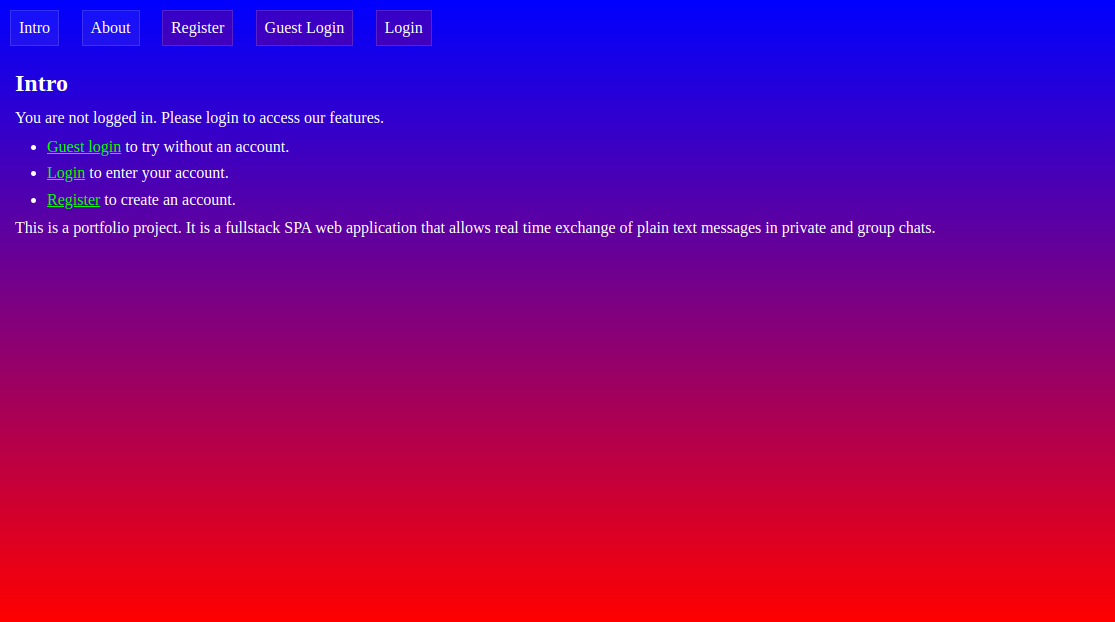 Intro About Register Guest Login Login
Intro
You are not logged in. Please login to access our features.
Guest login to try without an account.
Login to enter your account.
Register to create an account.
This is a portfolio project. It is a fullstack SPA web application that allows real time exchange of plain text messages in private and group chats.